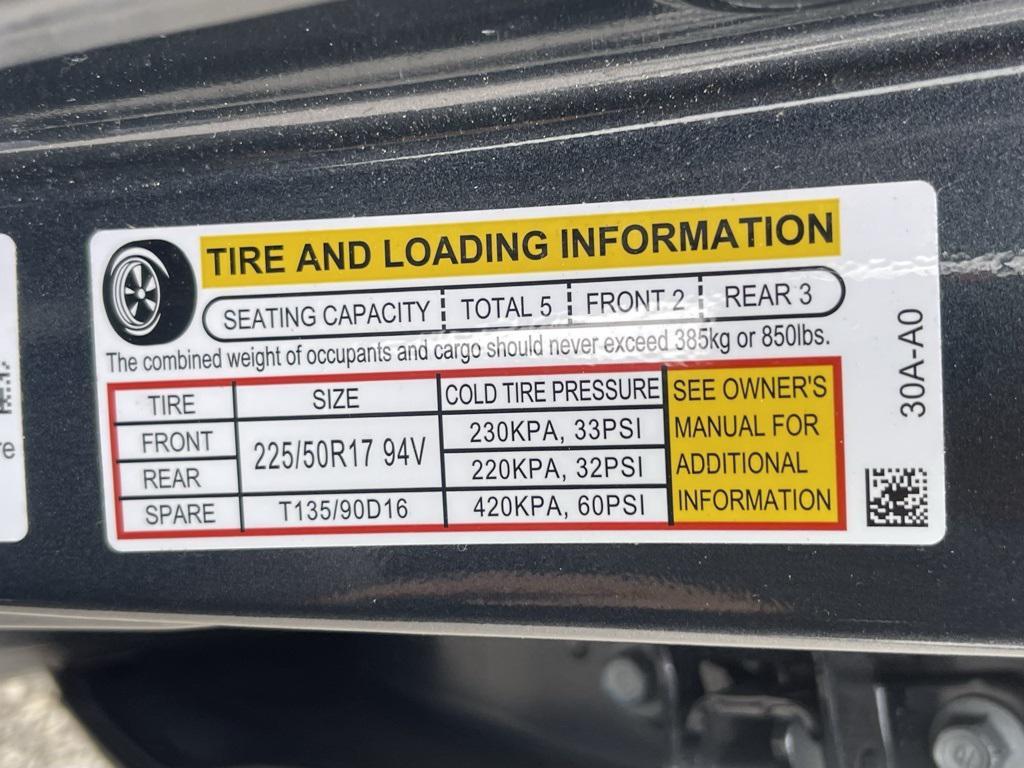 TIRE AND LOADING INFORMATION
SEATING CAPACITY TOTAL 5 FRONT 2 REAR 3
The combined weight of occupants and cargo should never exceed 385kg or 850lbs.
TIRE SIZE COLD TIRE PRESSURE
FRONT 225/50R17 94V 230KPA, 33PSI
REAR 220KPA, 32PSI
SPARE T135/90D16 420KPA, 60PSI
SEE OWNER'S
MANUAL FOR
ADDITIONAL
INFORMATION
30A-A0
re